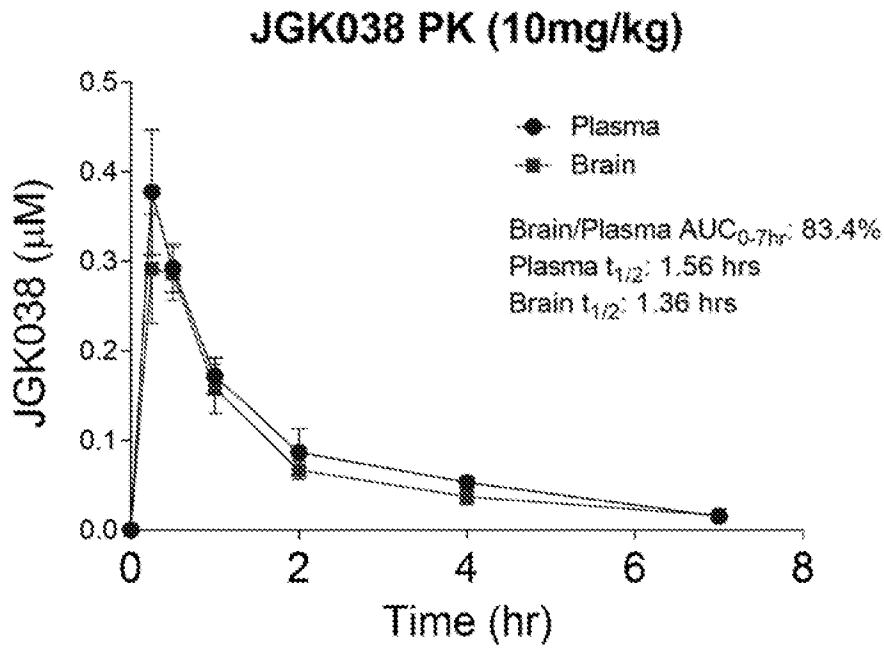 JGK038 PK (10mg/kg)
0.5
0.4
0.3
0.2
0.1
0.0
JGK038 (μM)
Plasma
Brain
Brain/Plasma AUC0-7hr: 83.4%
Plasma t1/2: 1.56 hrs
Brain t1/2: 1.36 hrs
0 2 4 6 8
Time (hr)